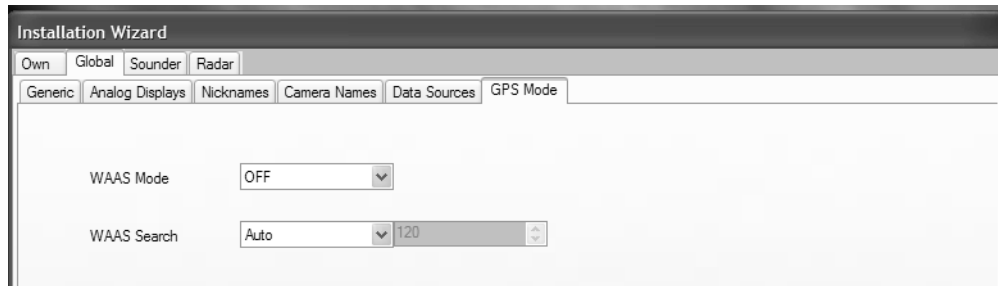 Installation Wizard
Own Global Sounder Radar
Generic Analog Displays Nicknames Camera Names Data Sources GPS Mode
WAAS Mode OFF
WAAS Search Auto 120